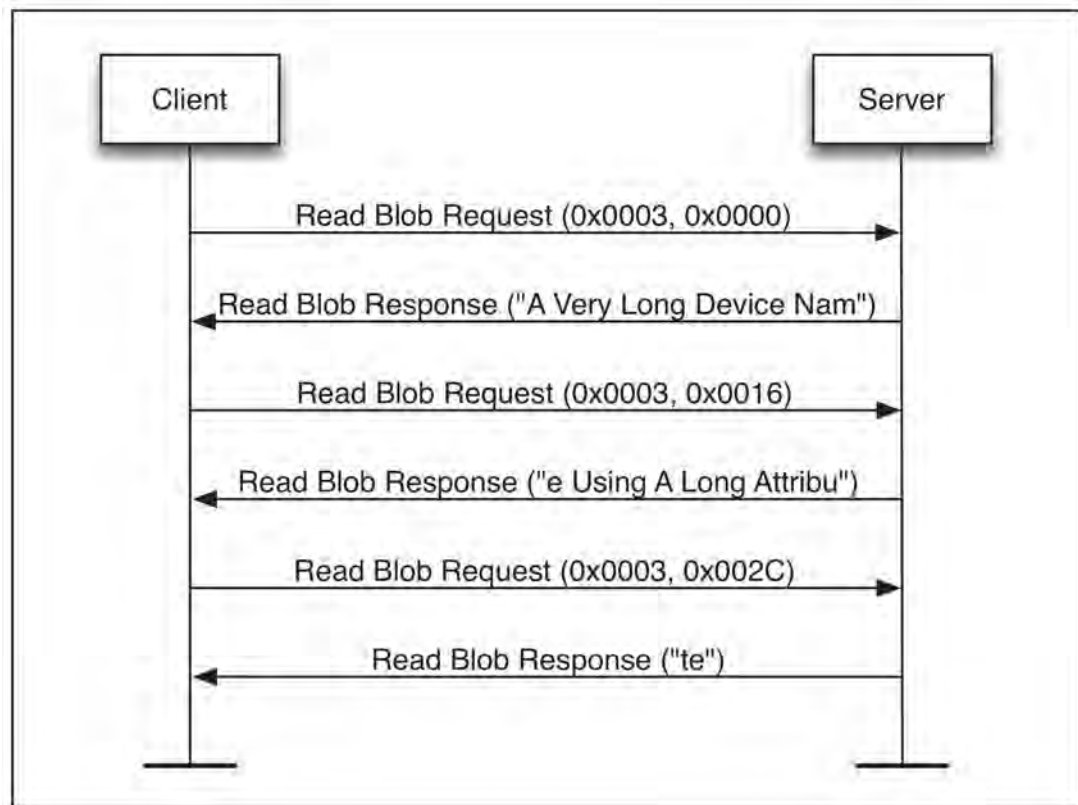 Client
Server
Read Blob Request (0x0003, 0x0000)
Read Blob Response ("A Very Long Device Nam")
Read Blob Request (0x0003, 0x0016)
Read Blob Response ("e Using A Long Attribu")
Read Blob Request (0x0003, 0x002C)
Read Blob Response ("te")